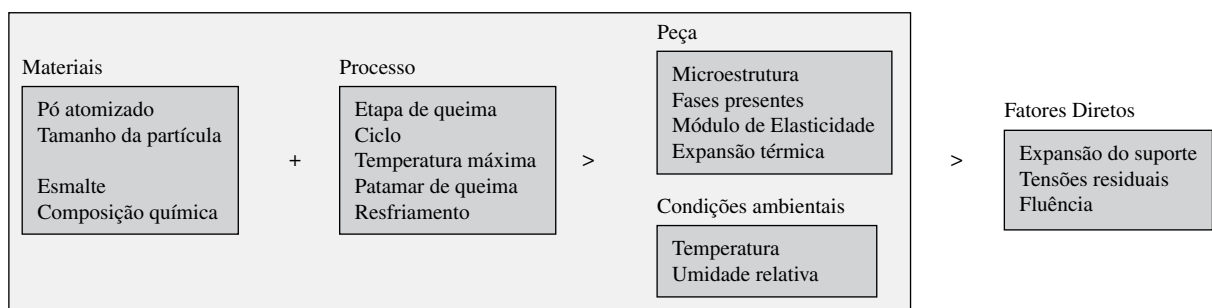 Materiais
Pó atomizado
Tamanho da partícula
Esmalte
Composição química
+
Processo
Etapa de queima
Ciclo
Temperatura máxima
Patamar de queima
Resfriamento
>
Peça
Microestrutura
Fases presentes
Módulo de Elasticidade
Expansão térmica
Condições ambientais
Temperatura
Umidade relativa
>
Fatores Diretos
Expansão do suporte
Tensões residuais
Fluência